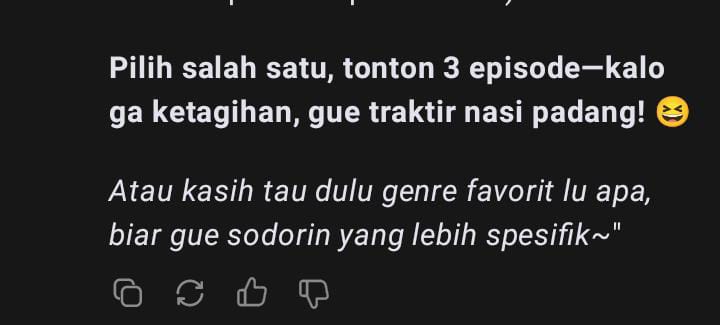 Pilih salah satu, tonton 3 episode—kalo
ga ketagihan, gue traktir nasi padang! 😆
Atau kasih tau dulu genre favorit lu apa,
biar gue sodorin yang lebih spesifik~"